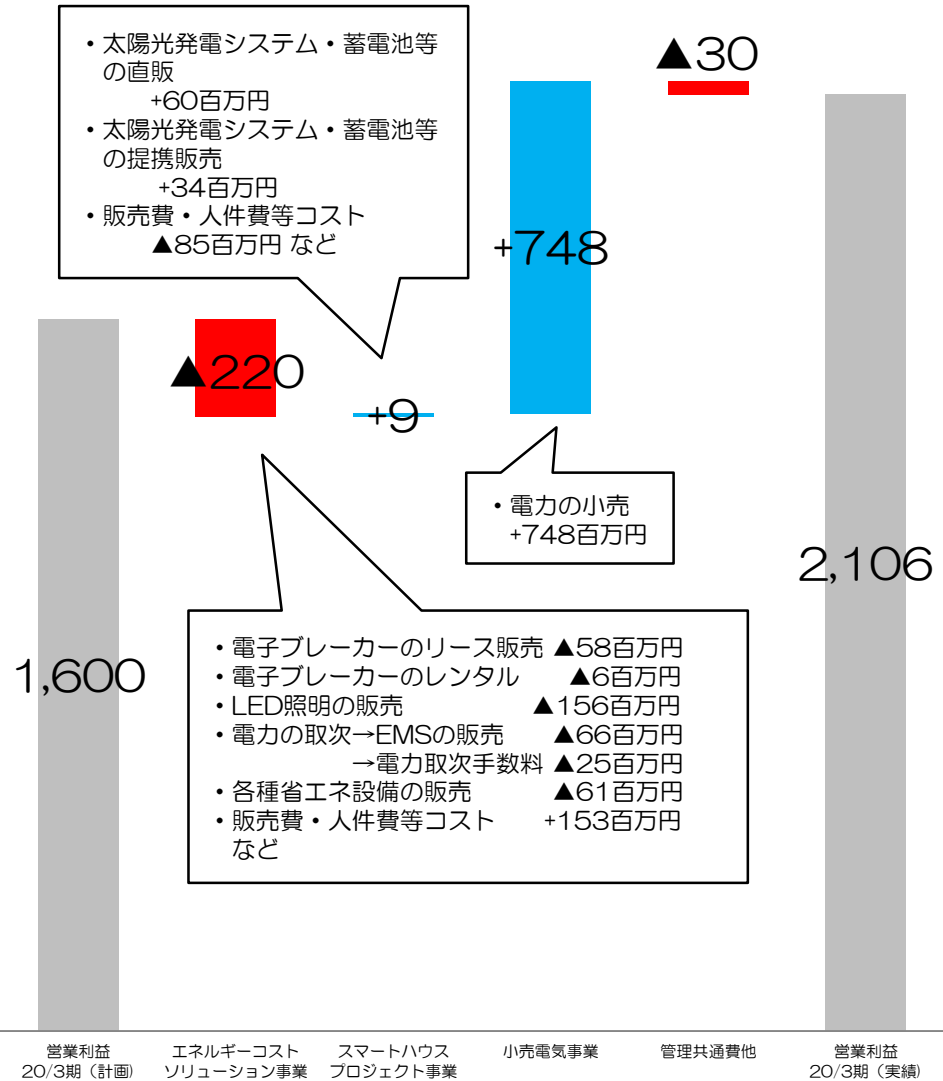 ・太陽光発電システム・蓄電池等
の直販
+60百万円
・太陽光発電システム・蓄電池等
の提携販売
+34百万円
・販売費・人件費等コスト
▲85百万円 など
▲30
+748
▲220
+9
・電力の小売
+748百万円
2,106
1,600
・電子ブレーカーのリース販売 ▲58百万円
・電子ブレーカーのレンタル ▲6百万円
・LED照明の販売 ▲156百万円
・電力の取次→EMSの販売 ▲66百万円
→電力取次手数料 ▲25百万円
・各種省エネ設備の販売 ▲61百万円
・販売費・人件費等コスト +153百万円
など
営業利益
20/3期（計画)
エネルギーコスト
ソリューション事業
スマートハウス
プロジェクト事業
小売電気事業
管理共通費他
営業利益
20/3期（実績)